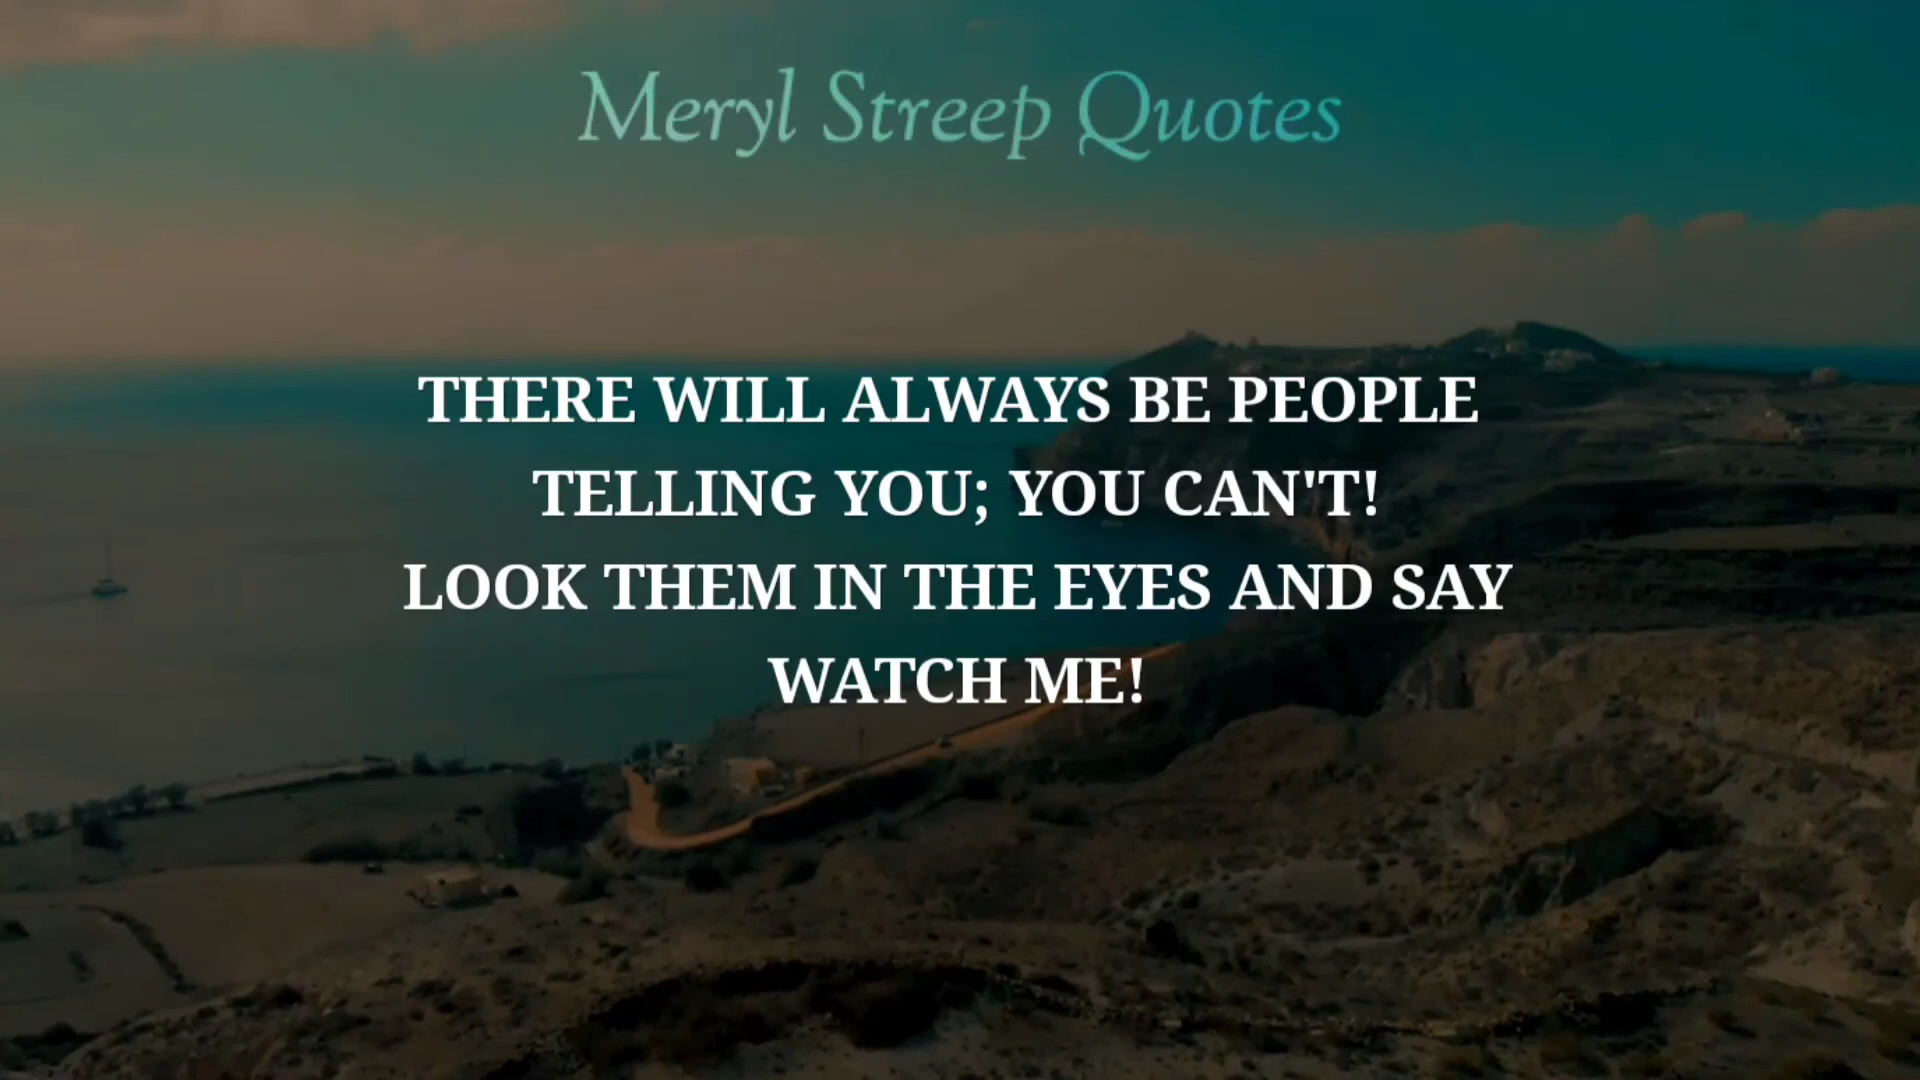 Meryl Streep Quotes
THERE WILL ALWAYS BE PEOPLE
TELLING YOU; YOU CAN'T!
LOOK THEM IN THE EYES AND SAY
WATCH ME!